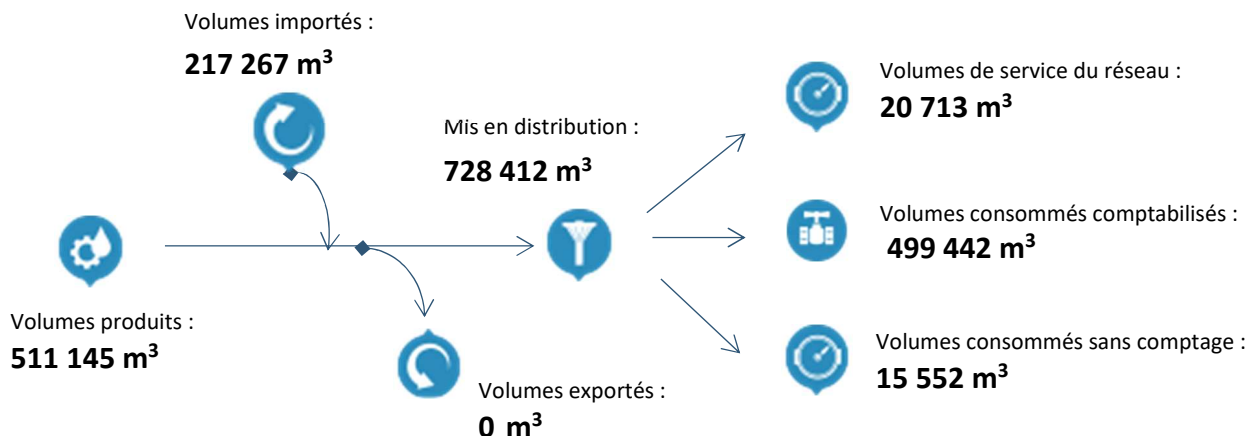 Volumes importés :
217 267 m³
Volumes de service du réseau :
20 713 m³
Mis en distribution :
728 412 m³
Volumes consommés comptabilisés :
499 442 m³
Volumes produits :
511 145 m³
Volumes consommés sans comptage :
15 552 m³
Volumes exportés :
0 m³